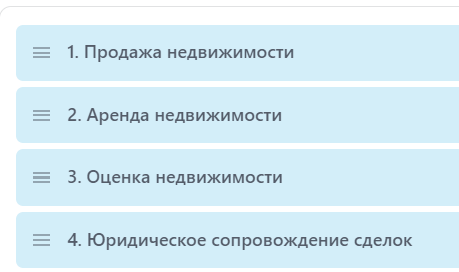 1. Продажа недвижимости
2. Аренда недвижимости
3. Оценка недвижимости
4. Юридическое сопровождение сделок